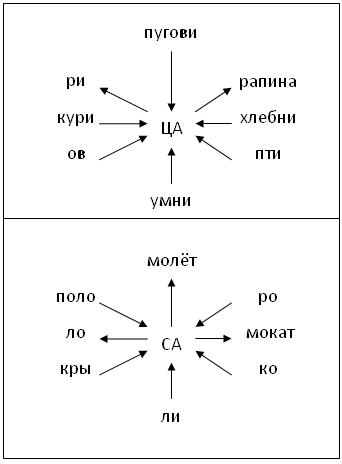 пугови
ри рапина
кури хлебни
ЦА
ов пти
умни
молёт
поло ро
ло мокат
СА
кры ко
ли